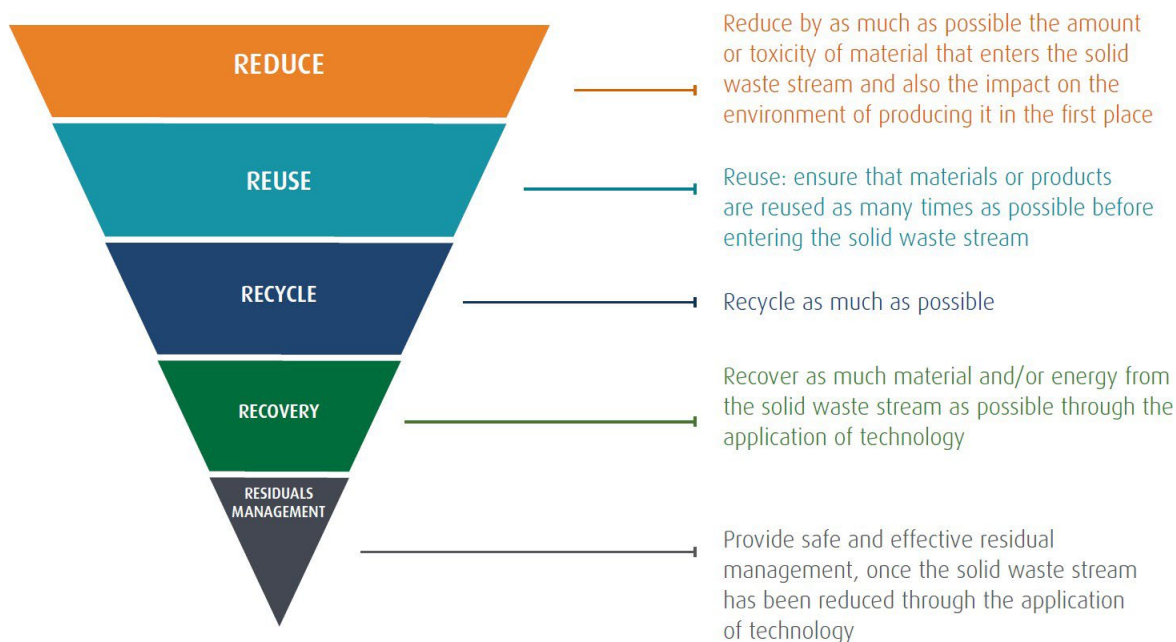 REDUCE
Reduce by as much as possible the amount
or toxicity of material that enters the solid
waste stream and also the impact on the
environment of producing it in the first place
REUSE
Reuse: ensure that materials or products
are reused as many times as possible before
entering the solid waste stream
RECYCLE
Recycle as much as possible
RECOVERY
Recover as much material and/or energy from
the solid waste stream as possible through the
application of technology
RESIDUALS
MANAGEMENT
Provide safe and effective residual
management, once the solid waste stream
has been reduced through the application
of technology